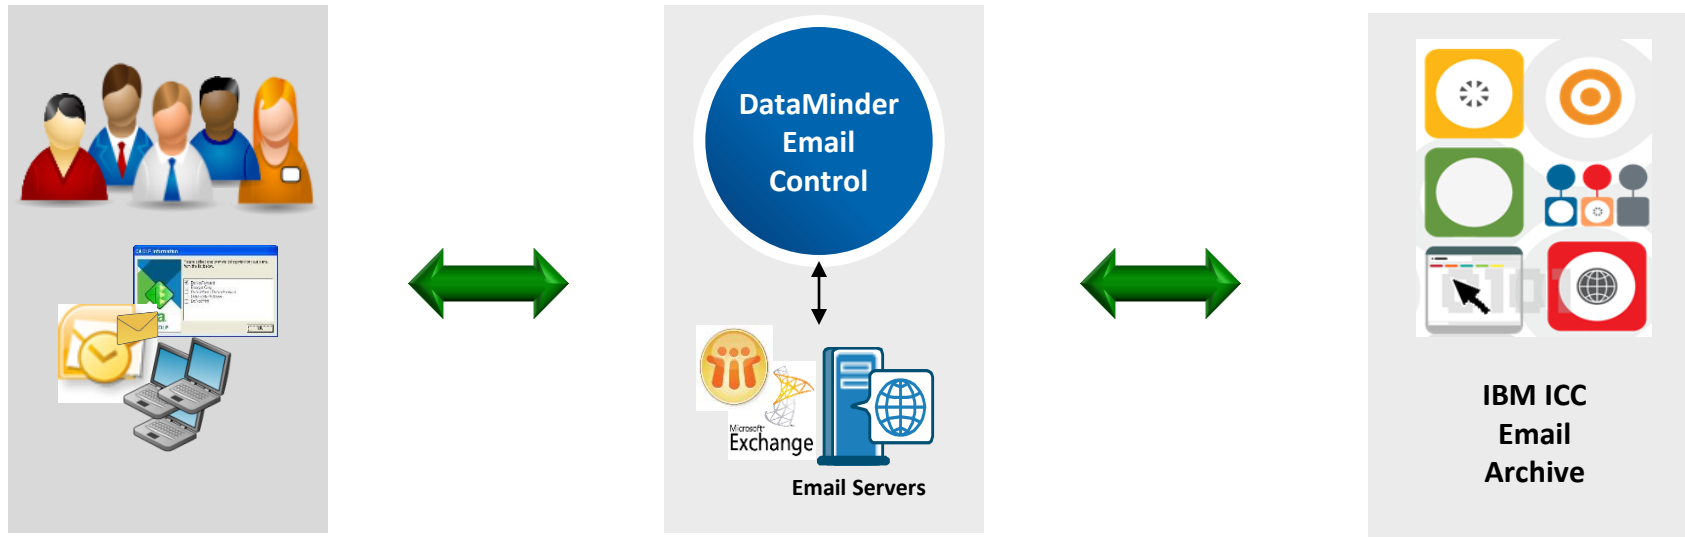 DataMinder
Email
Control
Microsoft®
Exchange
Email Servers
IBM ICC
Email
Archive